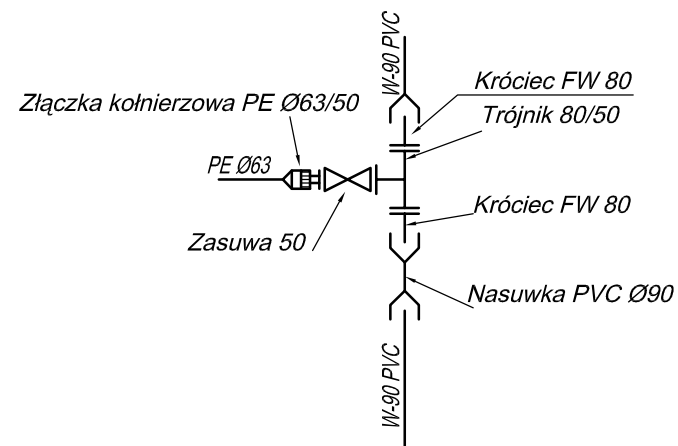 W-90 PVC
Króciec FW 80
Złączka kołnierzowa PE Ø63/50
Trójnik 80/50
PE Ø63
Króciec FW 80
Zasuwa 50
Nasuwka PVC Ø90
W-90 PVC